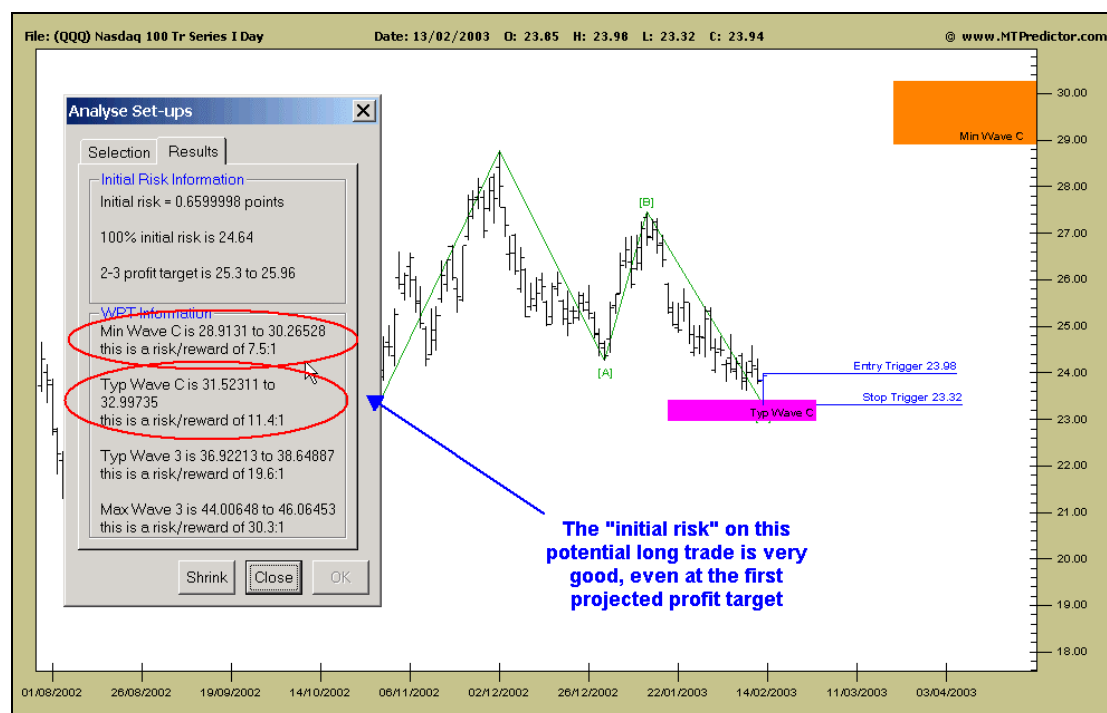 File: (QQQ) Nasdaq 100 Tr Series I Day
Date: 13/02/2003 O: 23.85 H: 23.98 L: 23.32 C: 23.94
© www.MTPredictor.com
Analyse Set-ups
Selection
Results
Initial Risk Information
Initial risk = 0.6599998 points
100% initial risk is 24.64
2-3 profit target is 25.3 to 25.96
WPT Information
Min Wave C is 28.9131 to 30.26528
this is a risk/reward of 7.5:1
Typ Wave C is 31.52311 to
32.99735
this is a risk/reward of 11.4:1
Typ Wave 3 is 36.92213 to 38.64887
this is a risk/reward of 19.6:1
Max Wave 3 is 44.00648 to 46.06453
this is a risk/reward of 30.3:1
Shrink
Close
OK
[A]
[B]
Min Wave C
Entry Trigger 23.98
Stop Trigger 23.32
Typ Wave C
The "initial risk" on this
potential long trade is very
good, even at the first
projected profit target
30.00
29.00
28.00
27.00
26.00
25.00
24.00
23.00
22.00
21.00
20.00
19.00
18.00
01/08/2002
26/08/2002
19/09/2002
14/10/2002
06/11/2002
02/12/2002
26/12/2002
22/01/2003
14/02/2003
11/03/2003
03/04/2003